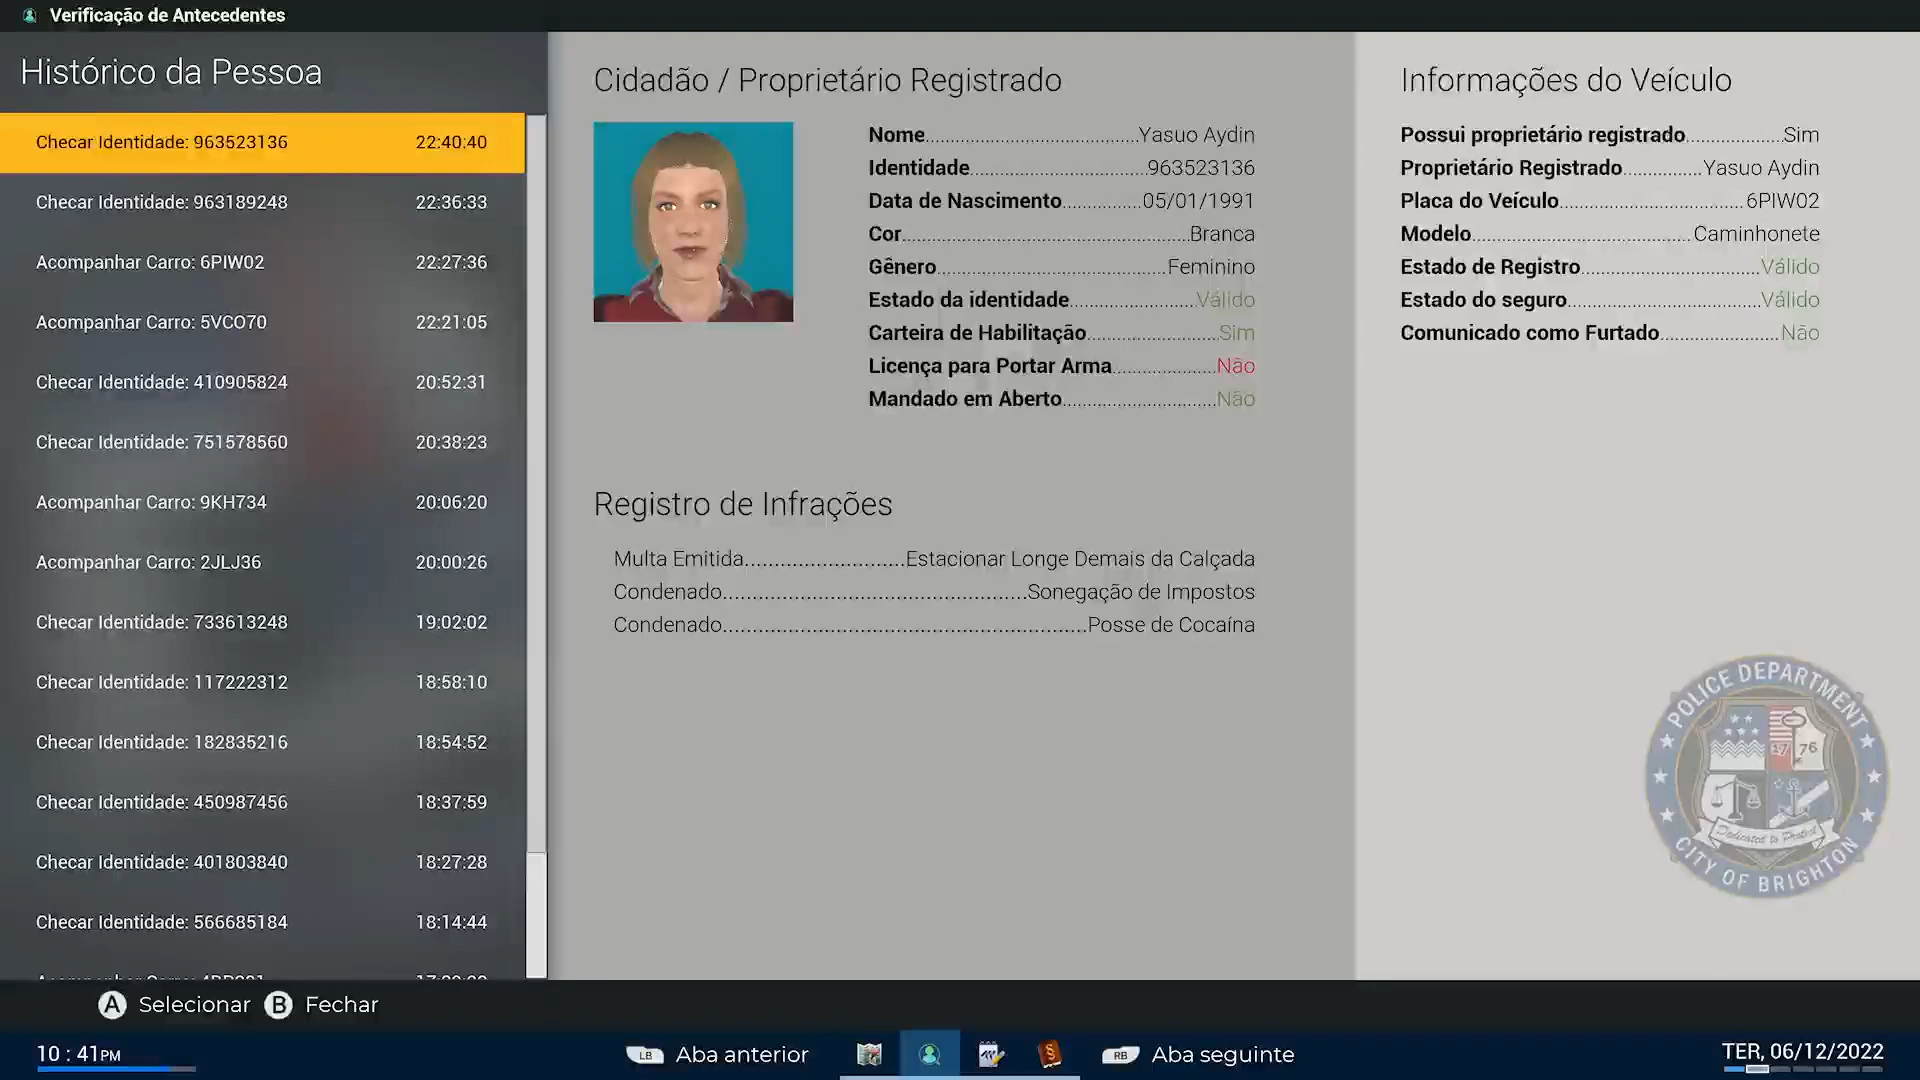 Verificação de Antecedentes
Histórico da Pessoa
Checar Identidade: 963523136 22:40:40
Checar Identidade: 963189248 22:36:33
Acompanhar Carro: 6PIW02 22:27:36
Acompanhar Carro: 5VCO70 22:21:05
Checar Identidade: 410905824 20:52:31
Checar Identidade: 751578560 20:38:23
Acompanhar Carro: 9KH734 20:06:20
Acompanhar Carro: 2JLJ36 20:00:26
Checar Identidade: 733613248 19:02:02
Checar Identidade: 117222312 18:58:10
Checar Identidade: 182835216 18:54:52
Checar Identidade: 450987456 18:37:59
Checar Identidade: 401803840 18:27:28
Checar Identidade: 566685184 18:14:44
Acompanhar Carro:
Cidadão / Proprietário Registrado
Nome..........Yasuo Aydin
Identidade..........963523136
Data de Nascimento..........05/01/1991
Cor..........Branca
Gênero..........Feminino
Estado da identidade..........Válido
Carteira de Habilitação..........Sim
Licença para Portar Arma..........Não
Mandado em Aberto..........Não
Registro de Infrações
Multa Emitida..........Estacionar Longe Demais da Calçada
Condenado..........Sonegação de Impostos
Condenado..........Posse de Cocaína
Informações do Veículo
Possui proprietário registrado..........Sim
Proprietário Registrado..........Yasuo Aydin
Placa do Veículo..........6PIW02
Modelo..........Caminhonete
Estado de Registro..........Válido
Estado do seguro..........Válido
Comunicado como Furtado..........Não
POLICE DEPARTMENT
17 76
Dedicated to Protect
CITY OF BRIGHTON
A Selecionar B Fechar
10 : 41 PM
LB Aba anterior
RB Aba seguinte
TER, 06/12/2022